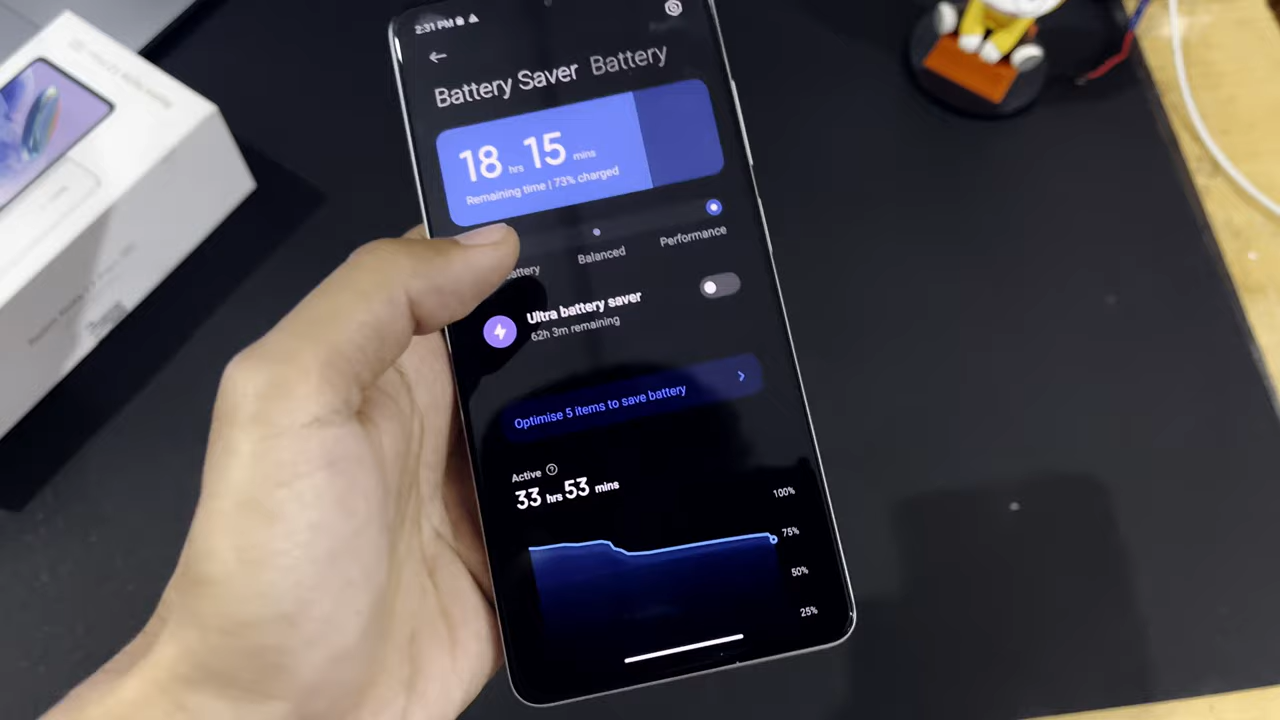 2:31 PM
Battery Saver Battery
18 hrs 15 mins
Remaining time | 73% charged
Balanced
Performance
Ultra battery saver
62h 3m remaining
Optimise 5 items to save battery
Active
33 hrs 53 mins
100%
75%
50%
25%